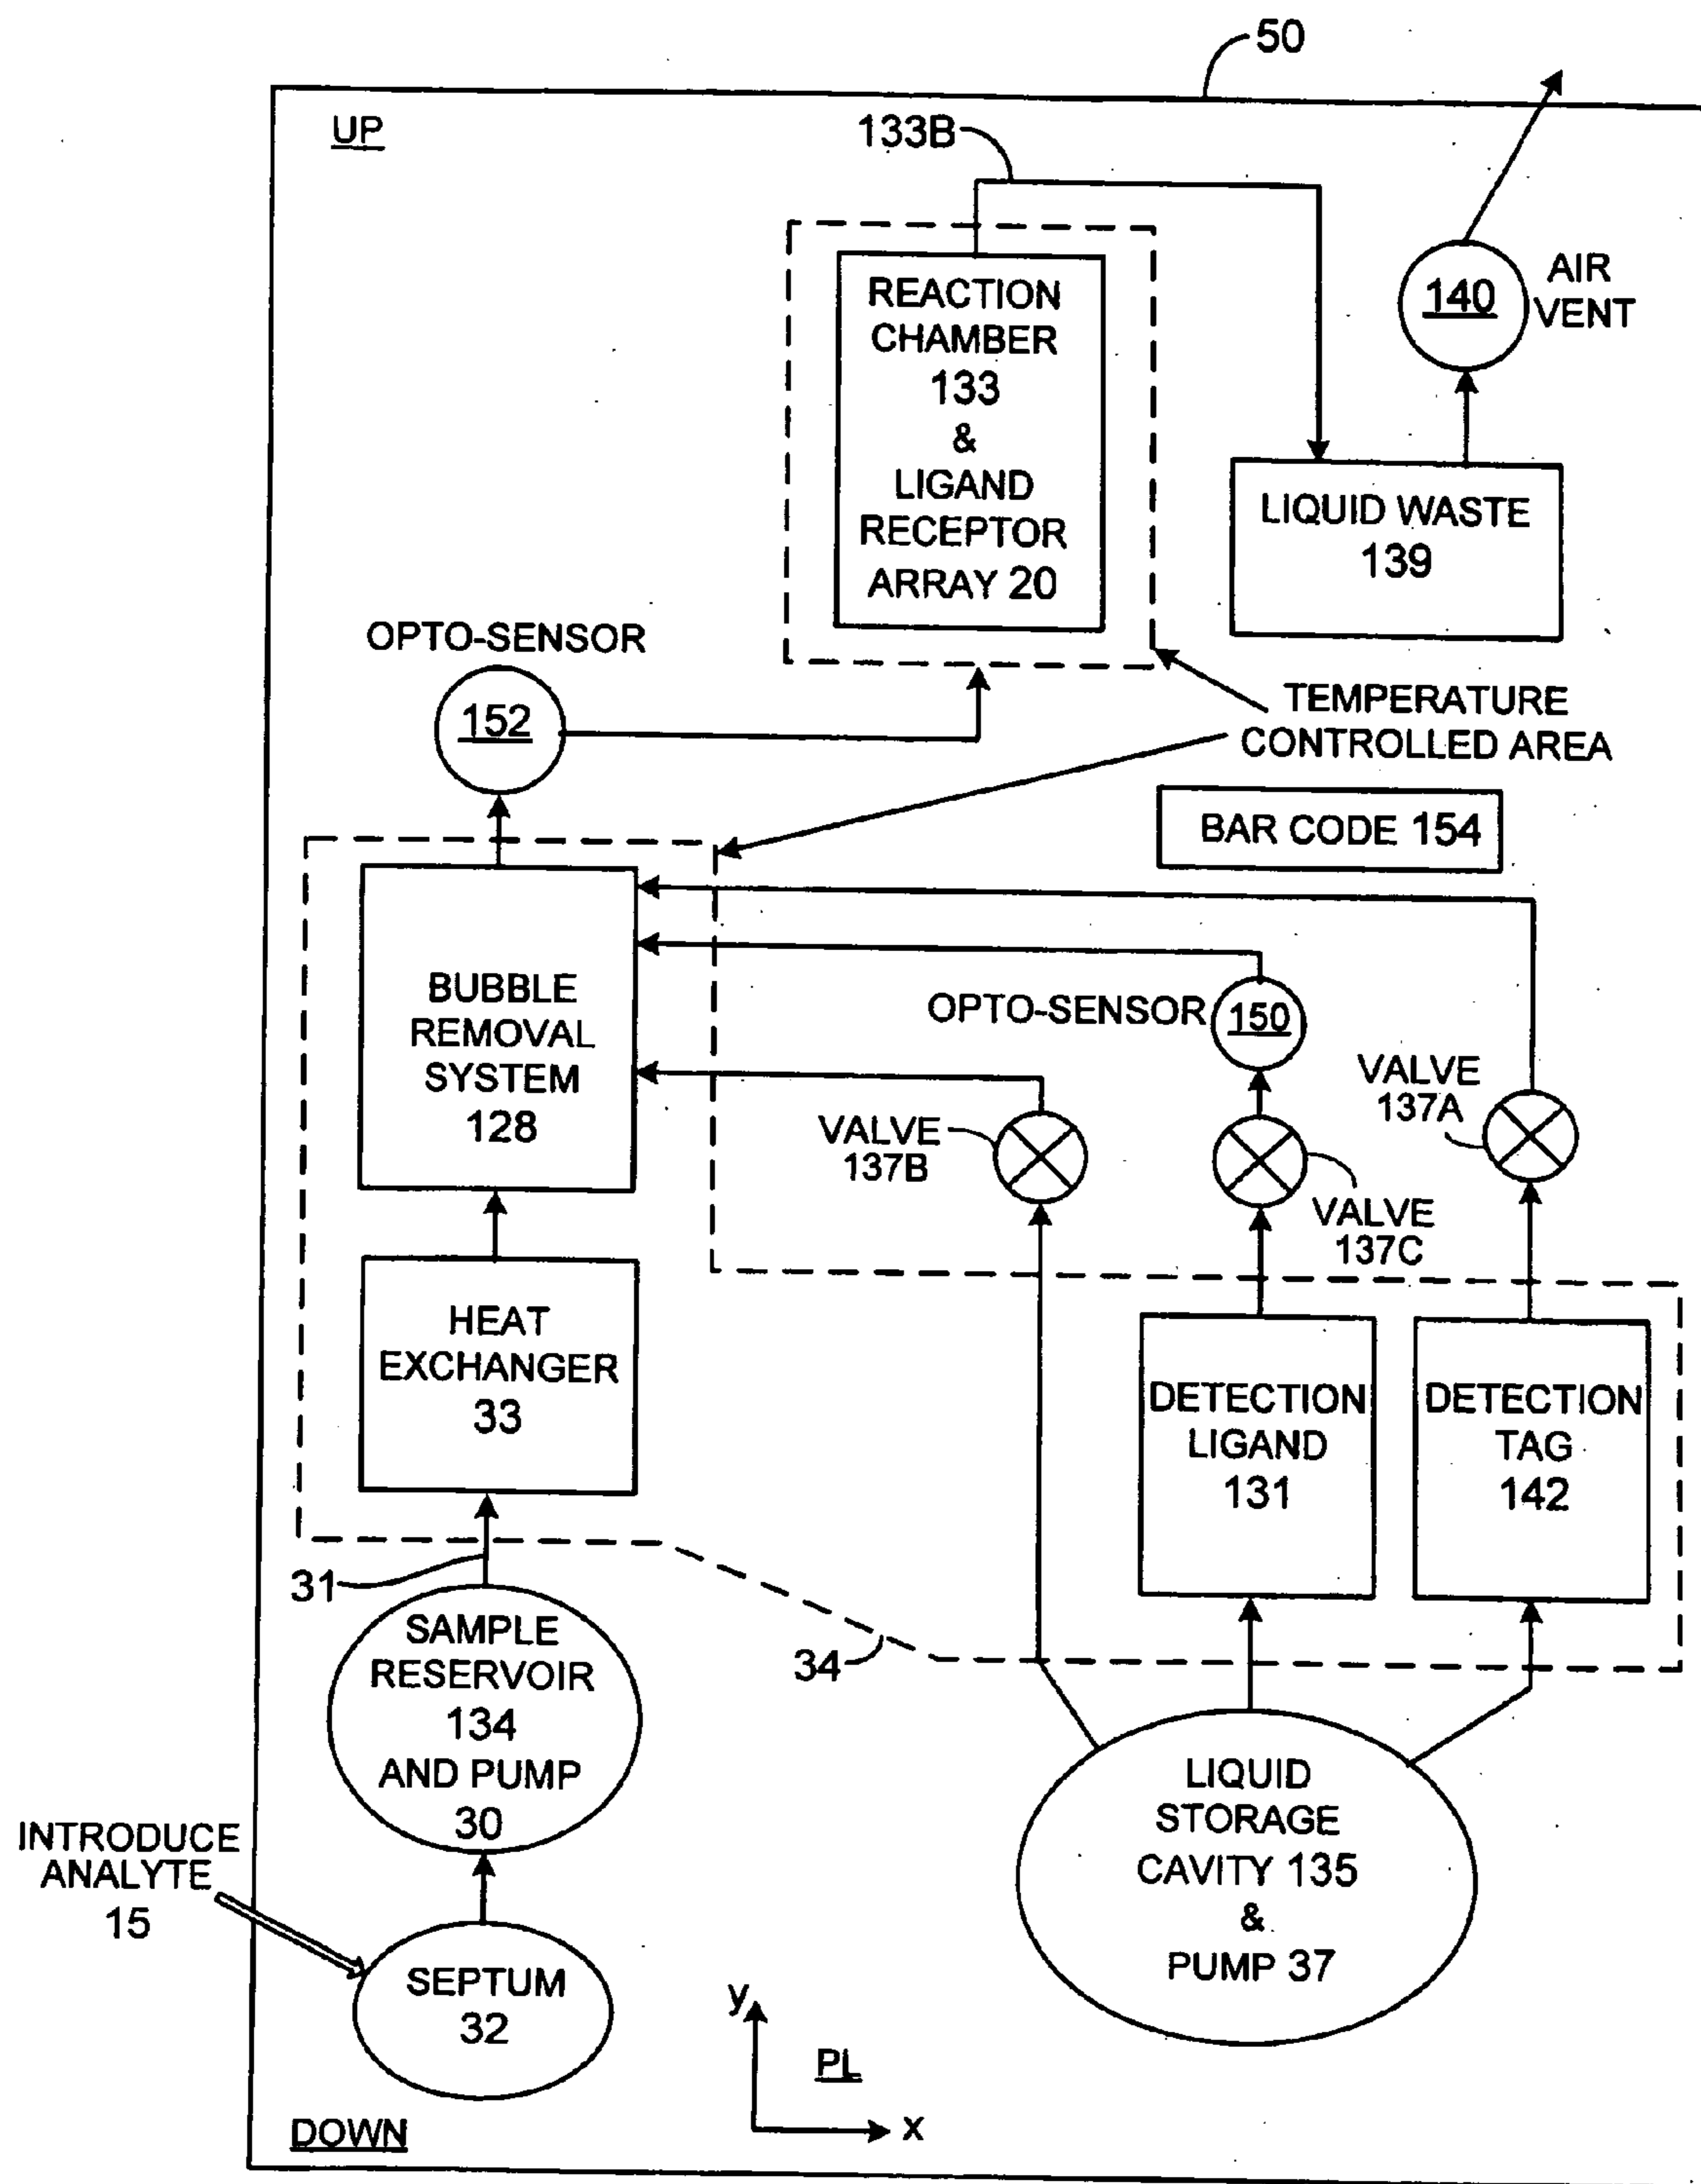 50
UP
133B
REACTION
CHAMBER
133
&
LIGAND
RECEPTOR
ARRAY 20
140
AIR
VENT
LIQUID WASTE
139
OPTO-SENSOR
152
TEMPERATURE
CONTROLLED AREA
BAR CODE 154
BUBBLE
REMOVAL
SYSTEM
128
OPTO-SENSOR
150
VALVE
137A
VALVE
137B
VALVE
137C
HEAT
EXCHANGER
33
DETECTION
LIGAND
131
DETECTION
TAG
142
31
34
SAMPLE
RESERVOIR
134
AND PUMP
30
LIQUID
STORAGE
CAVITY 135
&
PUMP 37
INTRODUCE
ANALYTE
15
SEPTUM
32
y
PL
x
DOWN